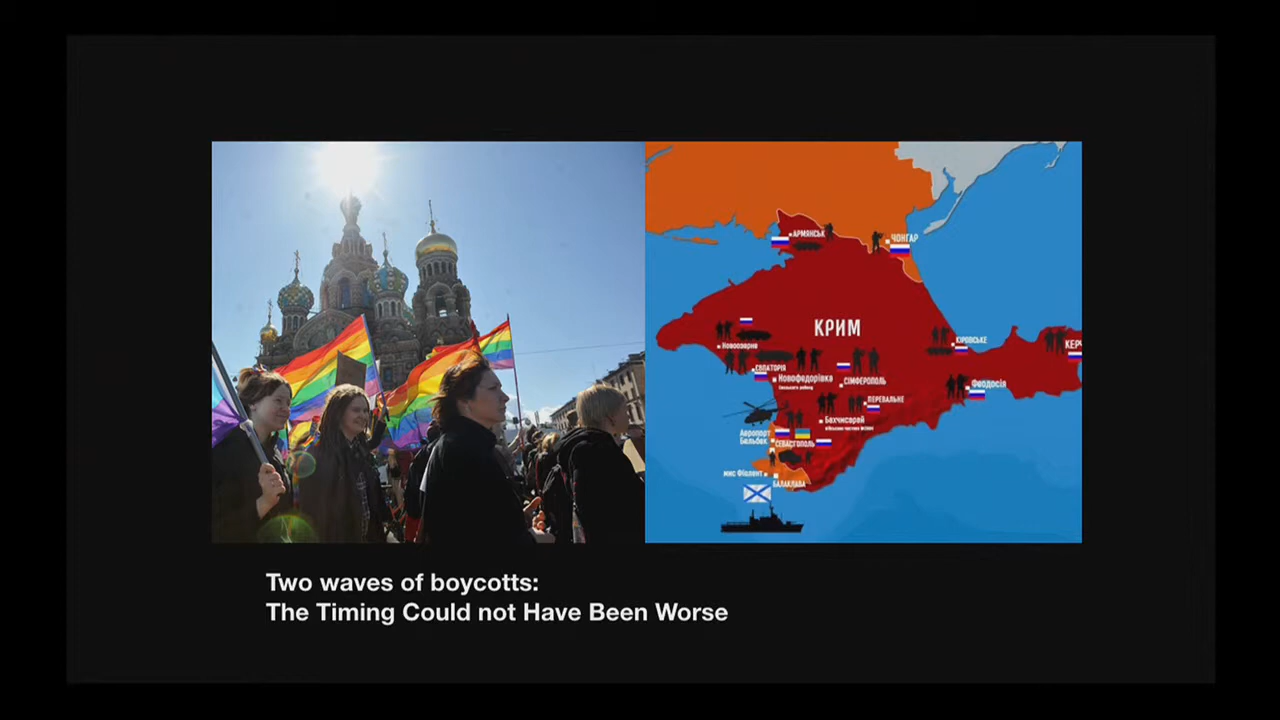 АРМЯНСЬК
ЧОНГАР
КРИМ
Новоозерне
КІРОВСЬКЕ
КЕРЧ
ЄВПАТОРІЯ
Новофедорівка
СІМФЕРОПОЛЬ
Феодосія
ПЕРЕВАЛЬНЕ
Бахчисарай
Аеропорт
Бельбек
СЕВАСТОПОЛЬ
мис Фіолент
БАЛАКЛАВА
Two waves of boycotts:
The Timing Could not Have Been Worse